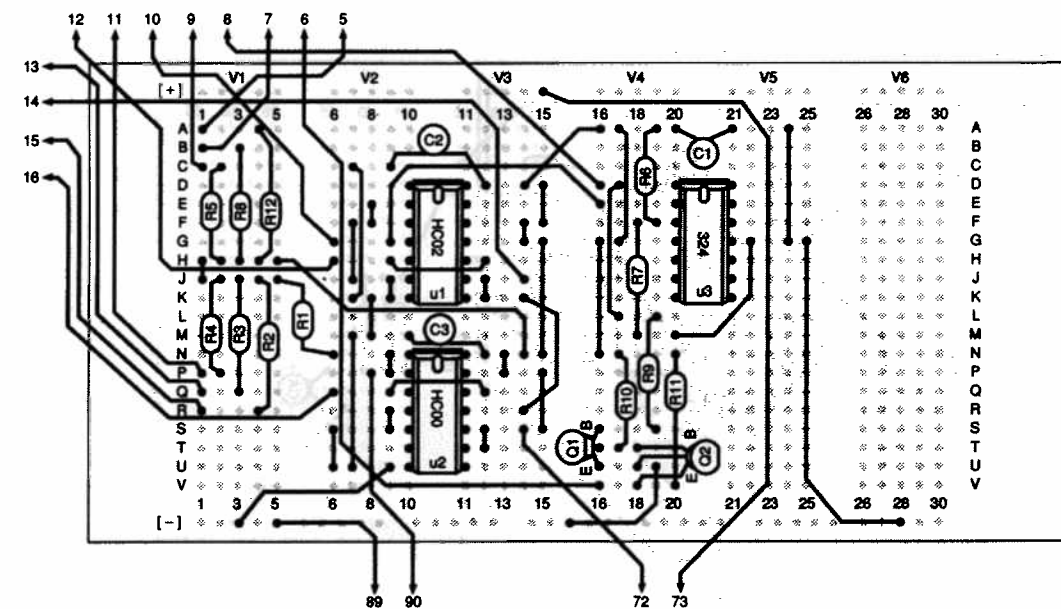 12 11 10 9 7 6 8 5
13
V1 V2 V3 V4 V5 V6
[+]
14
1 3 5 6 8 10 11 13 15 16 18 20 21 23 25 26 28 30
A A
15 B C2 B
C C1 C
16 D R6 D
E R5 R8 R12 HC02 E
F 324 F
G G
H R7 H
J u1 u3 J
K K
L R1 C3 L
M R4 R3 R2 M
N N
P R9 P
Q HC00 R10 R11 Q
R R
S B S
T Q1 B Q2 T
U u2 E E U
V V
1 3 5 6 8 10 11 13 15 16 18 20 21 23 25 26 28 30
[-]
89 90 72 73